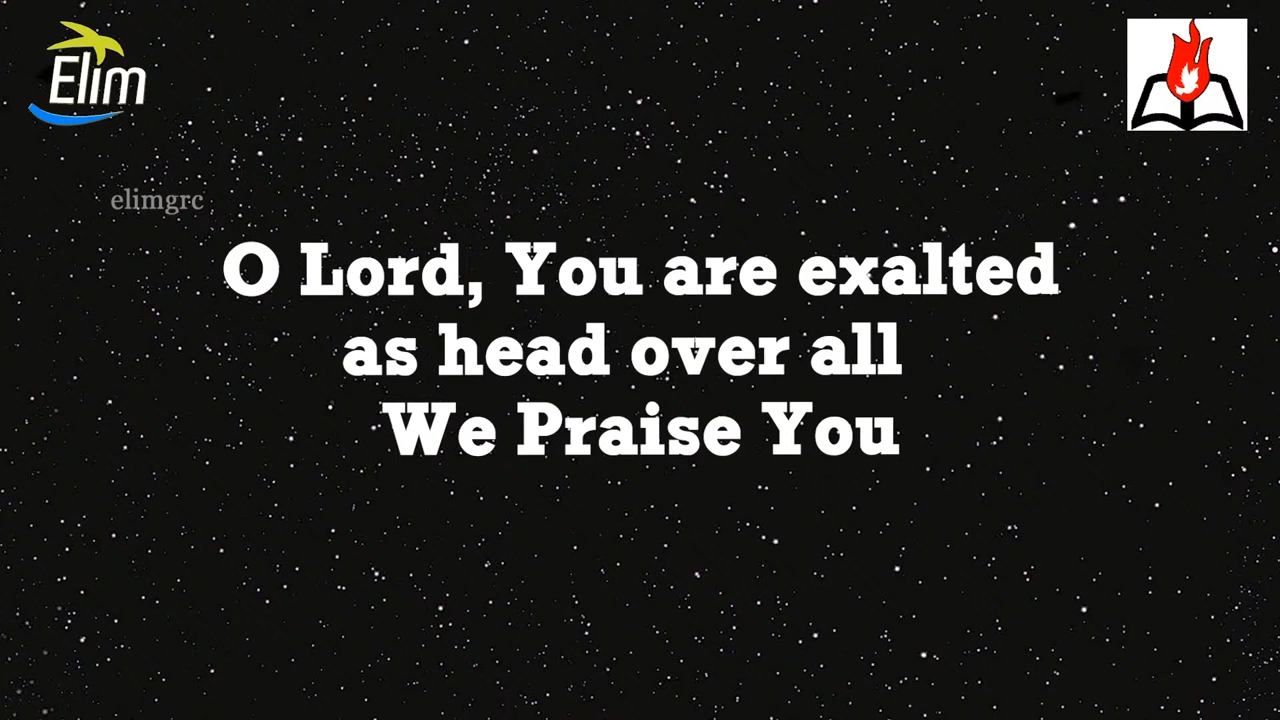 Elim
elimgrc
O Lord, You are exalted
as head over all
We Praise You